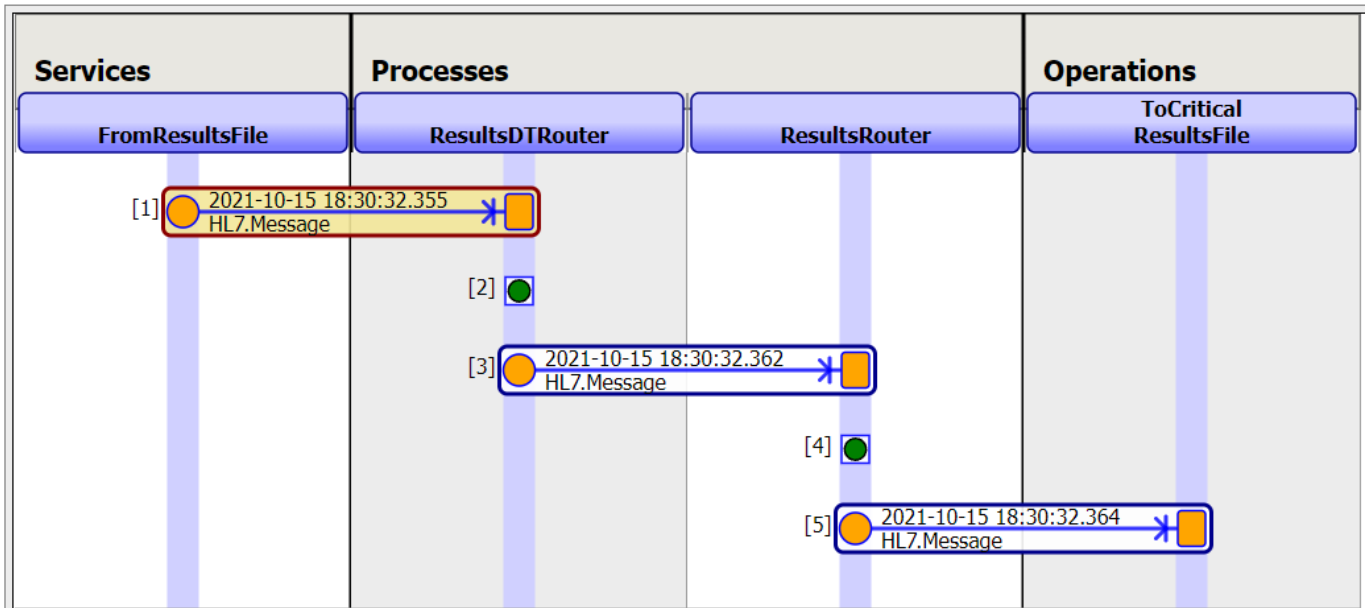 Services
Processes
Operations
FromResultsFile
ResultsDTRouter
ResultsRouter
ToCritical
ResultsFile
[1]
2021-10-15 18:30:32.355
HL7.Message
[2]
[3]
2021-10-15 18:30:32.362
HL7.Message
[4]
[5]
2021-10-15 18:30:32.364
HL7.Message